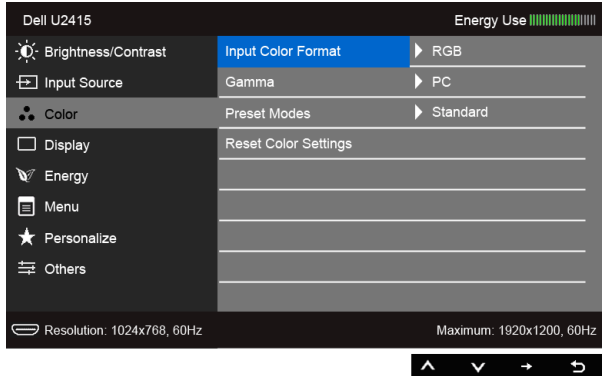 Dell U2415 Energy Use
Brightness/Contrast Input Color Format RGB
Input Source Gamma PC
Color Preset Modes Standard
Display Reset Color Settings
Energy
Menu
Personalize
Others
Resolution: 1024x768, 60Hz Maximum: 1920x1200, 60Hz